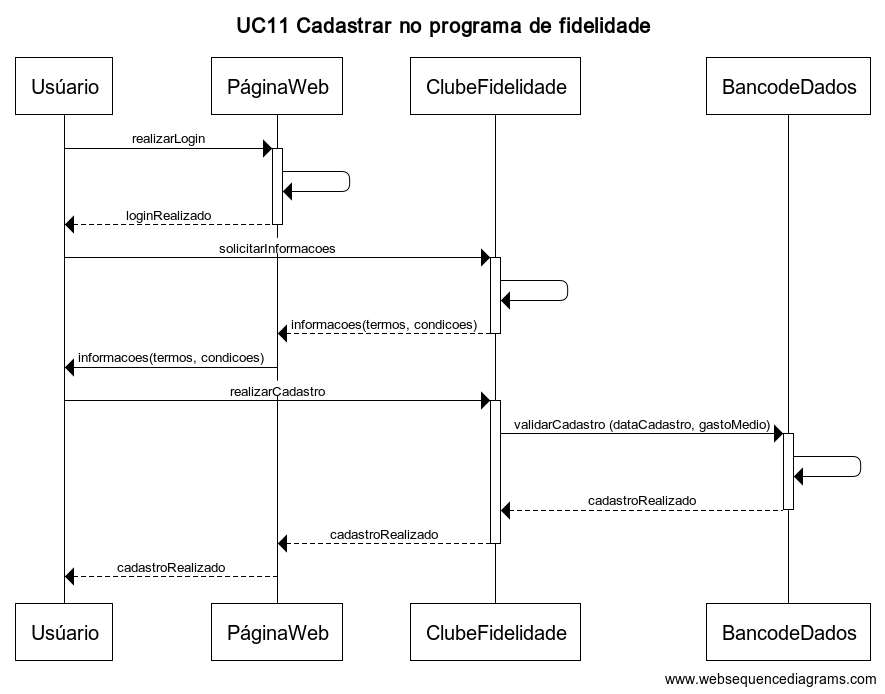 UC11 Cadastrar no programa de fidelidade
Usúario PáginaWeb ClubeFidelidade BancodeDados
realizarLogin
loginRealizado
solicitarInformacoes
informacoes(termos, condicoes)
informacoes(termos, condicoes)
realizarCadastro
validarCadastro (dataCadastro, gastoMedio)
cadastroRealizado
cadastroRealizado
cadastroRealizado
Usúario PáginaWeb ClubeFidelidade BancodeDados
www.websequencediagrams.com